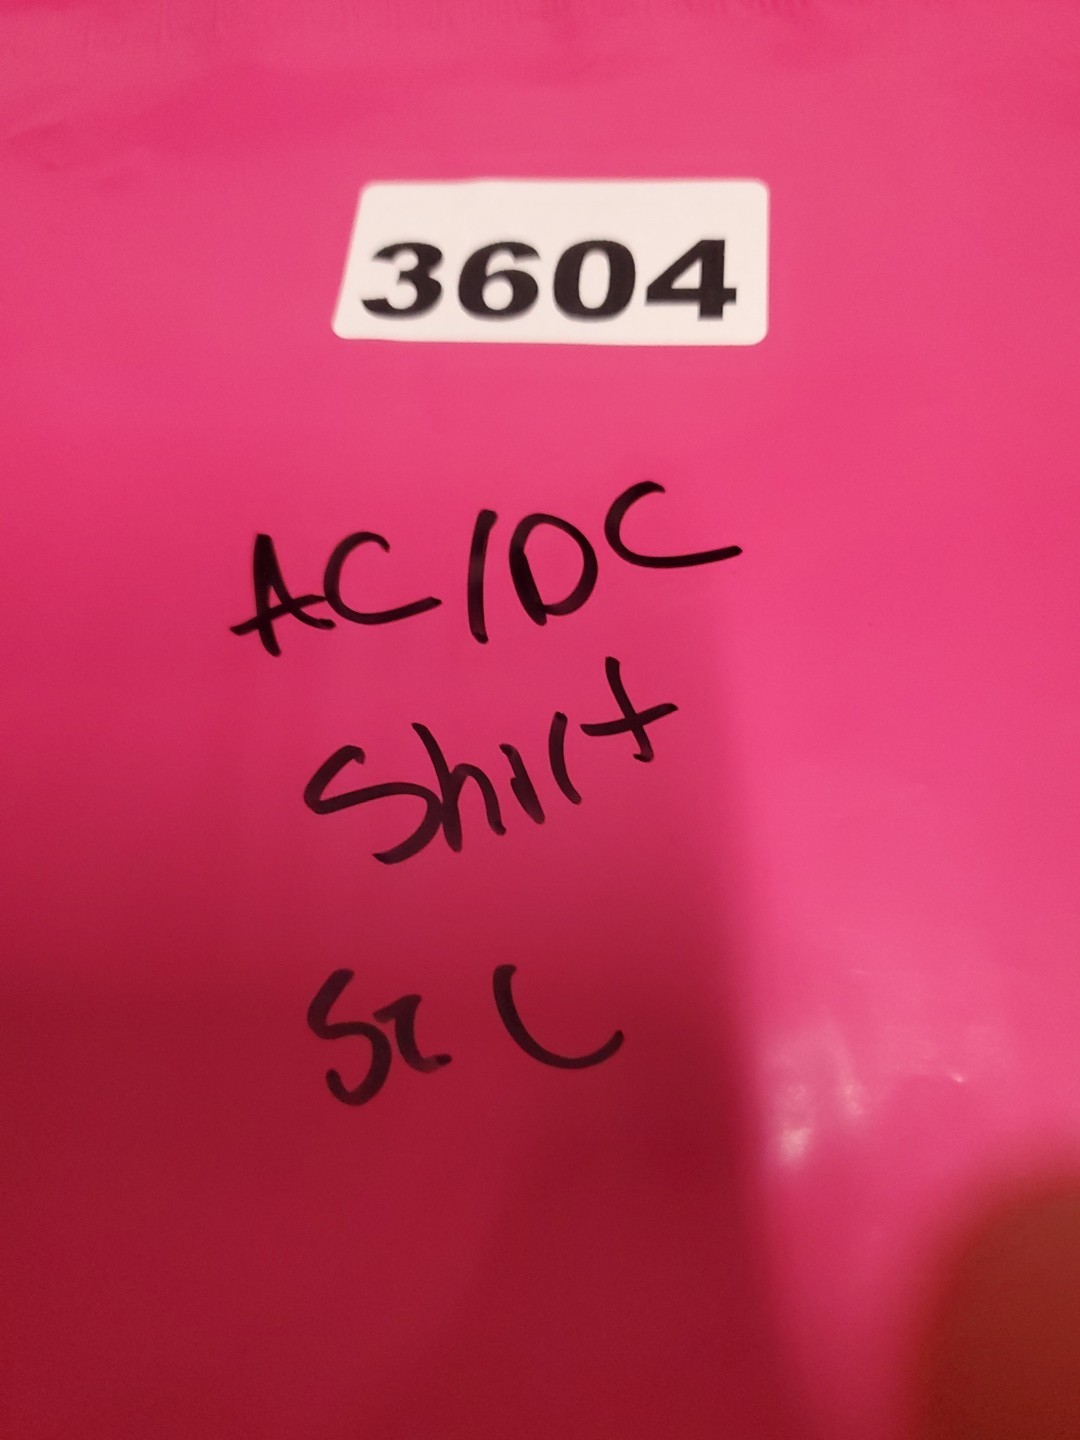 3604
AC/DC
Shirt
Sz L